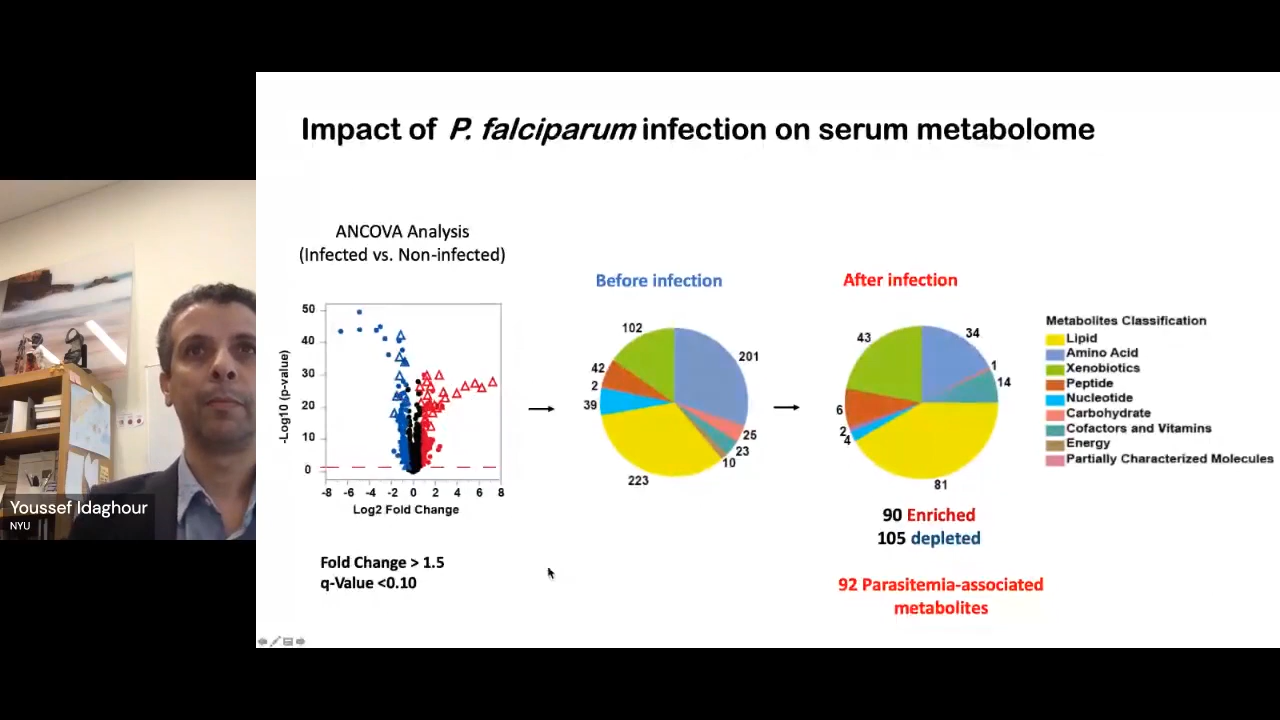 Impact of P. falciparum infection on serum metabolome
ANCOVA Analysis
(Infected vs. Non-infected)
50
40
30
20
10
0
-Log10 (p-value)
-8 -6 -4 -2 0 2 4 6 8
Log2 Fold Change
Fold Change > 1.5
q-Value <0.10
Before infection
102
201
42
2
39
25
23
10
223
After infection
43
34
1
14
6
2
4
81
90 Enriched
105 depleted
92 Parasitemia-associated
metabolites
Metabolites Classification
Lipid
Amino Acid
Xenobiotics
Peptide
Nucleotide
Carbohydrate
Cofactors and Vitamins
Energy
Partially Characterized Molecules
Youssef Idaghour
NYU